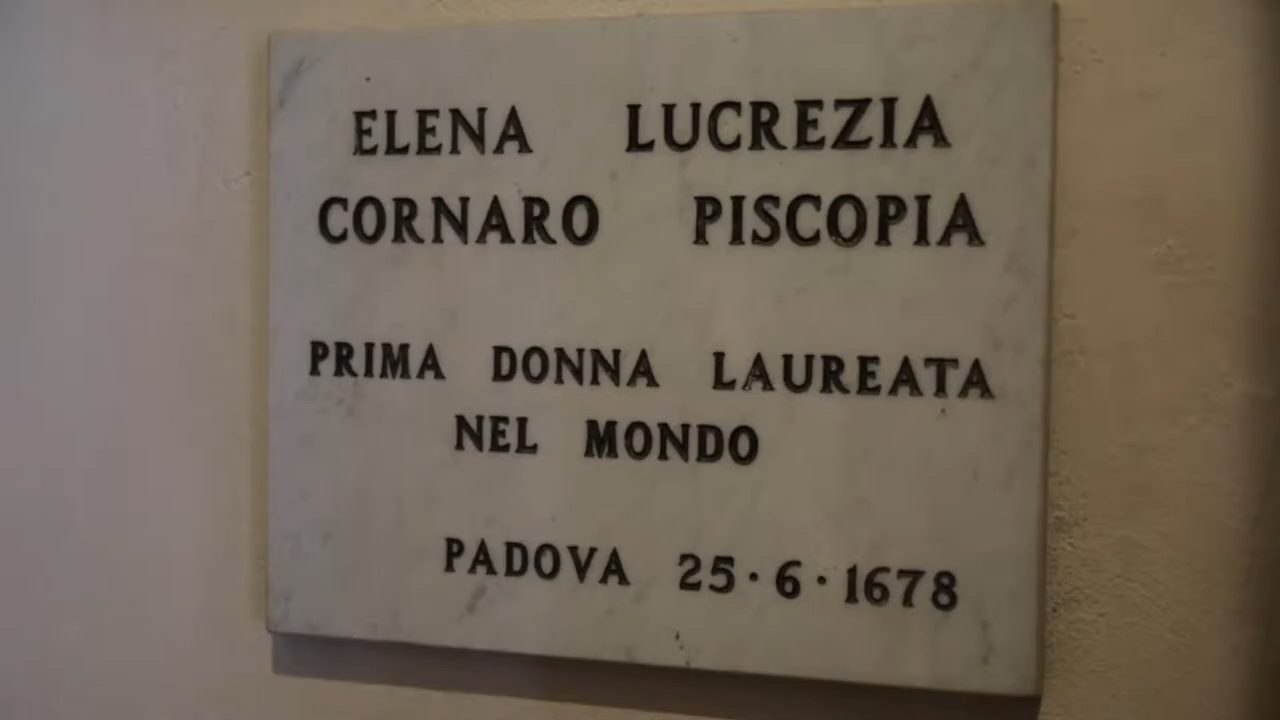 ELENA LUCREZIA
CORNARO PISCOPIA
PRIMA DONNA LAUREATA
NEL MONDO
PADOVA 25·6·1678